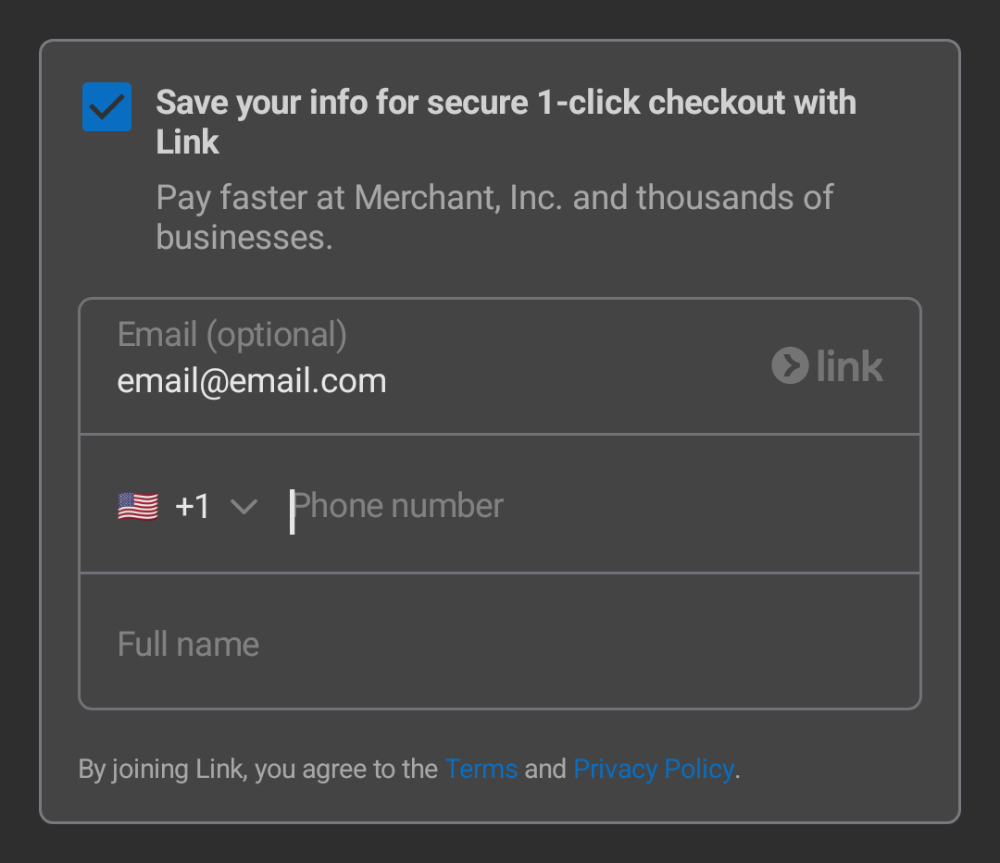 Save your info for secure 1-click checkout with
Link
Pay faster at Merchant, Inc. and thousands of
businesses.
Email (optional)
email@email.com
link
+1
Phone number
Full name
By joining Link, you agree to the Terms and Privacy Policy.